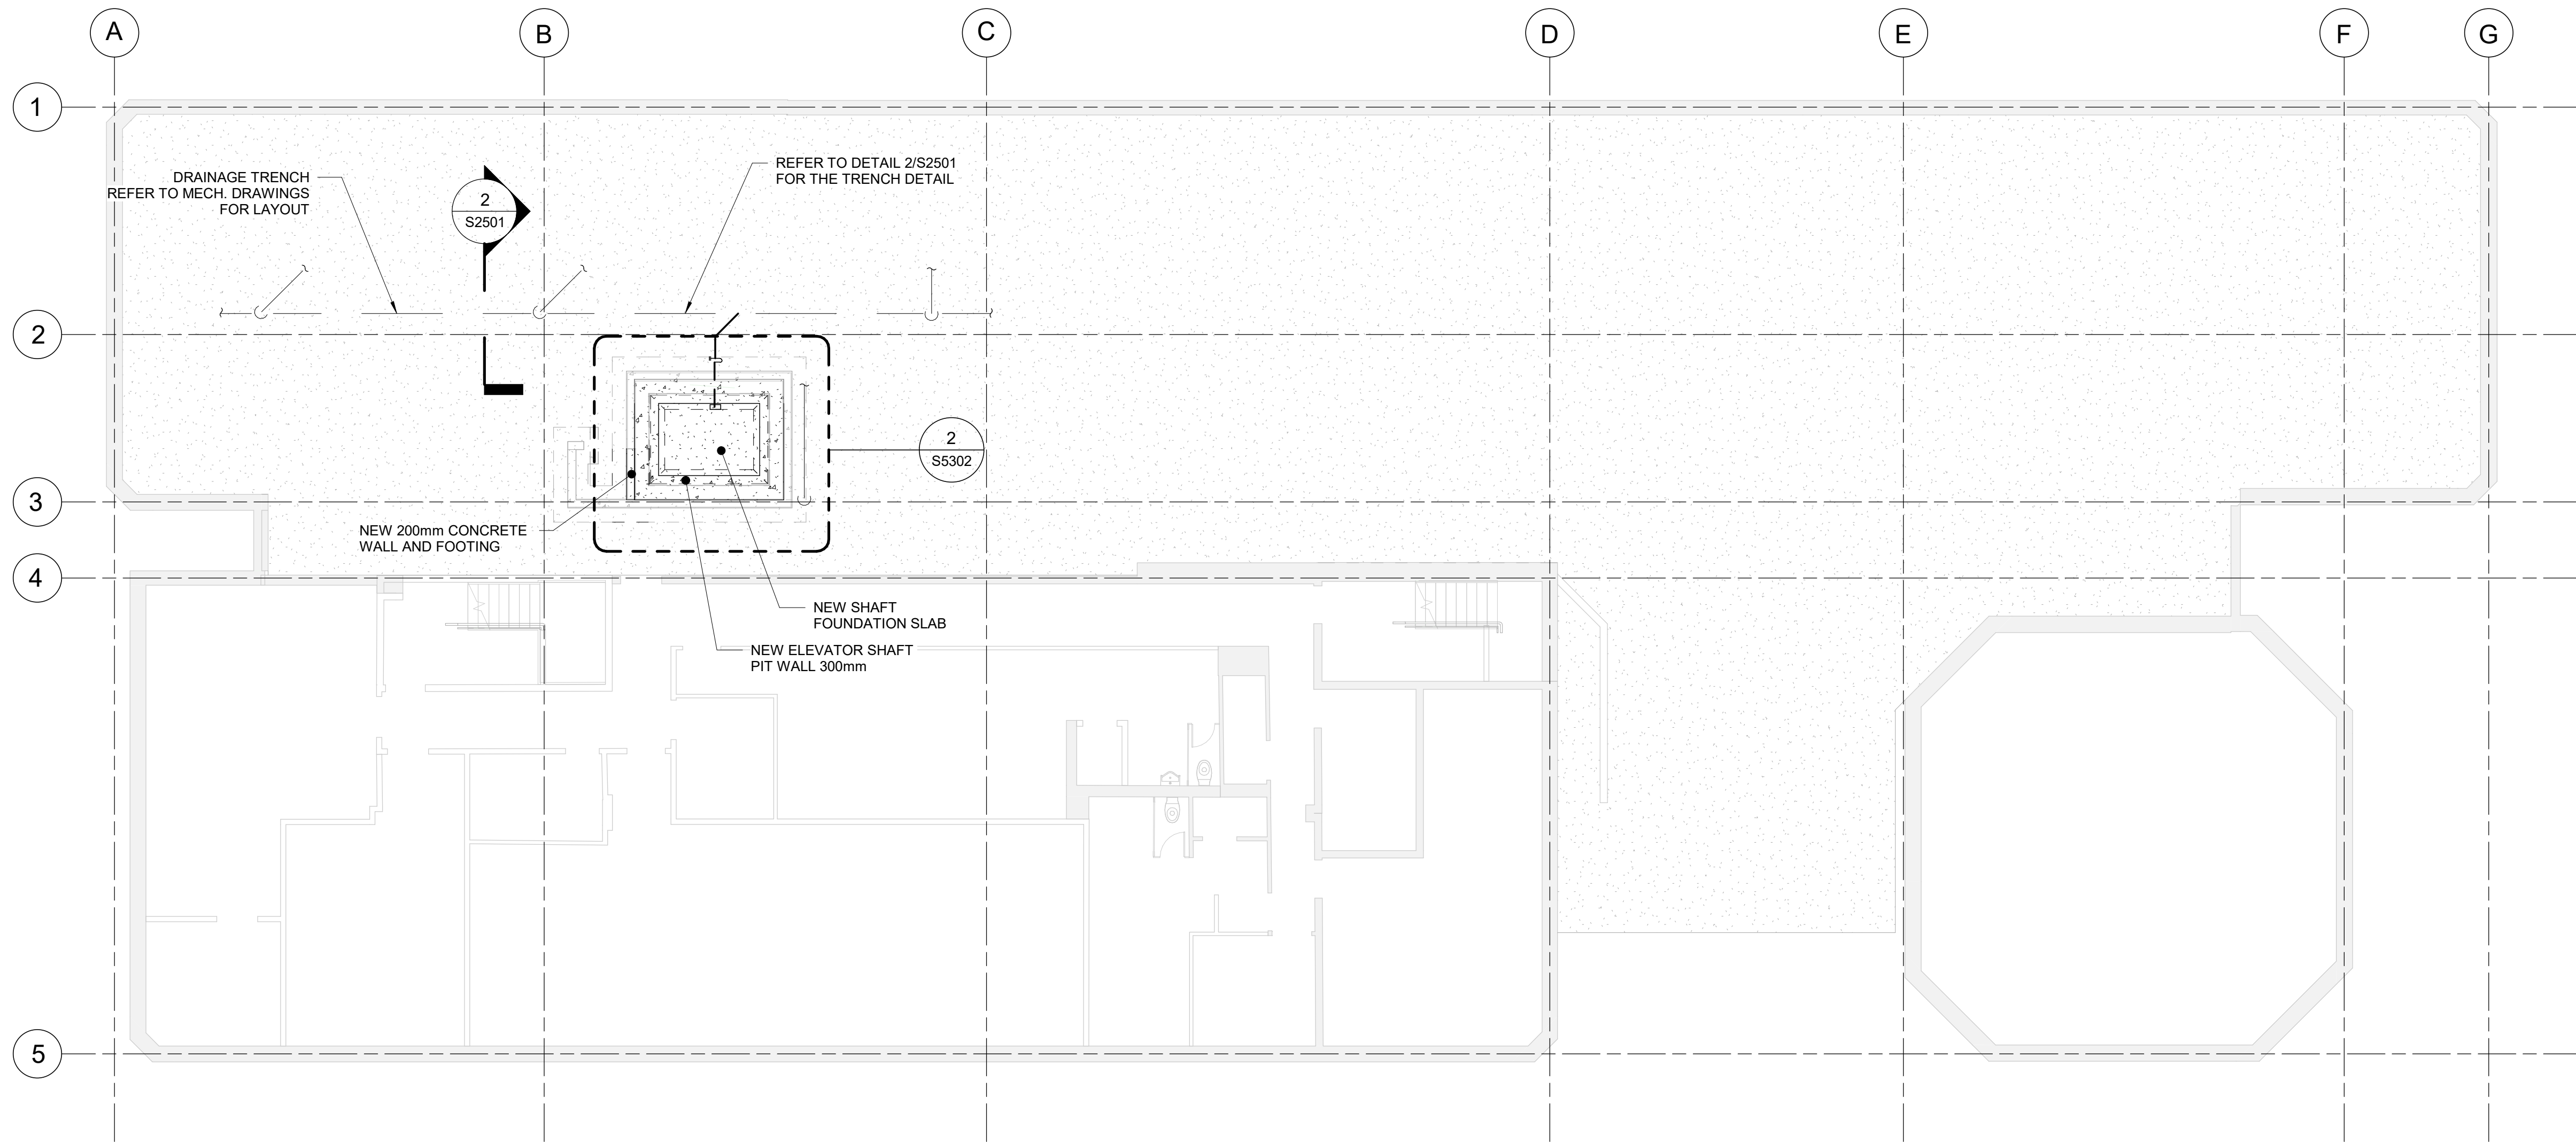 A
B
C
D
E
F
G
1
DRAINAGE TRENCH
REFER TO MECH. DRAWINGS
FOR LAYOUT
2
S2501
REFER TO DETAIL 2/S2501
FOR THE TRENCH DETAIL
2
2
S5302
3
NEW 200mm CONCRETE
WALL AND FOOTING
4
NEW SHAFT
FOUNDATION SLAB
NEW ELEVATOR SHAFT
PIT WALL 300mm
5